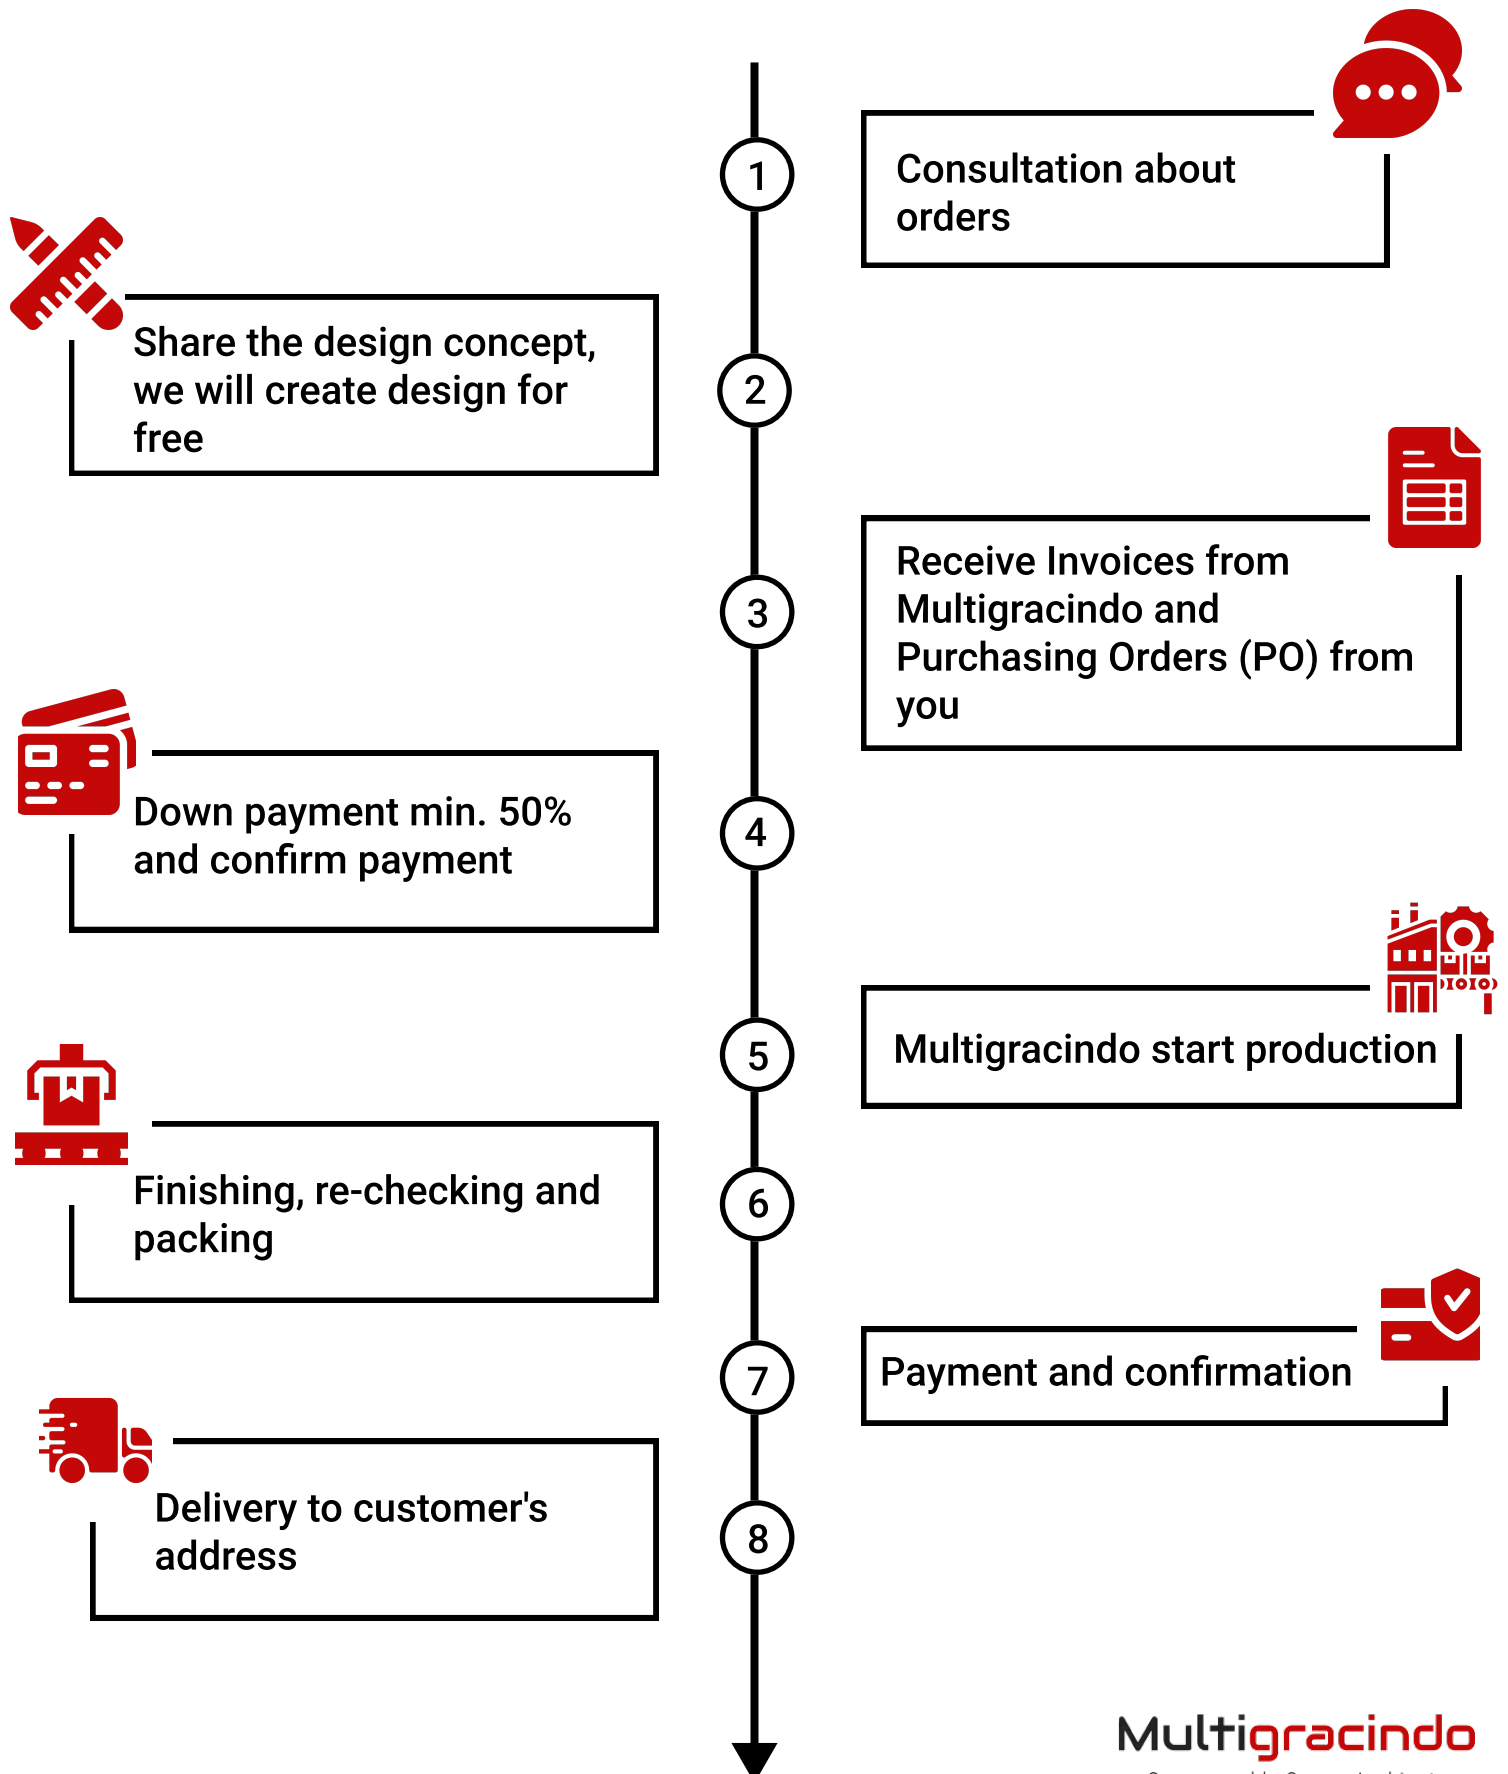 1
Consultation about
orders
2
Share the design concept,
we will create design for
free
3
Receive Invoices from
Multigracindo and
Purchasing Orders (PO) from
you
4
Down payment min. 50%
and confirm payment
5
Multigracindo start production
6
Finishing, re-checking and
packing
7
Payment and confirmation
8
Delivery to customer's
address
Multigracindo